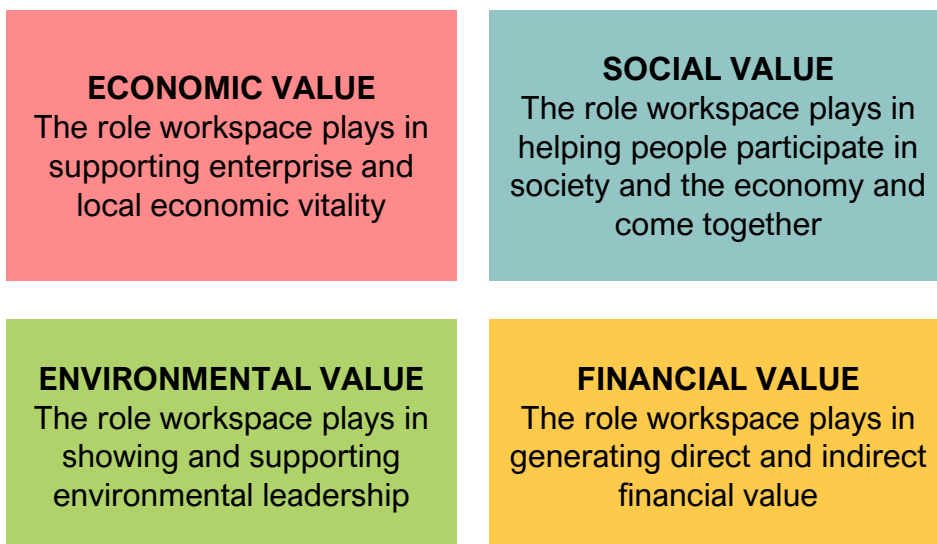 ECONOMIC VALUE
The role workspace plays in
supporting enterprise and
local economic vitality
SOCIAL VALUE
The role workspace plays in
helping people participate in
society and the economy and
come together
ENVIRONMENTAL VALUE
The role workspace plays in
showing and supporting
environmental leadership
FINANCIAL VALUE
The role workspace plays in
generating direct and indirect
financial value